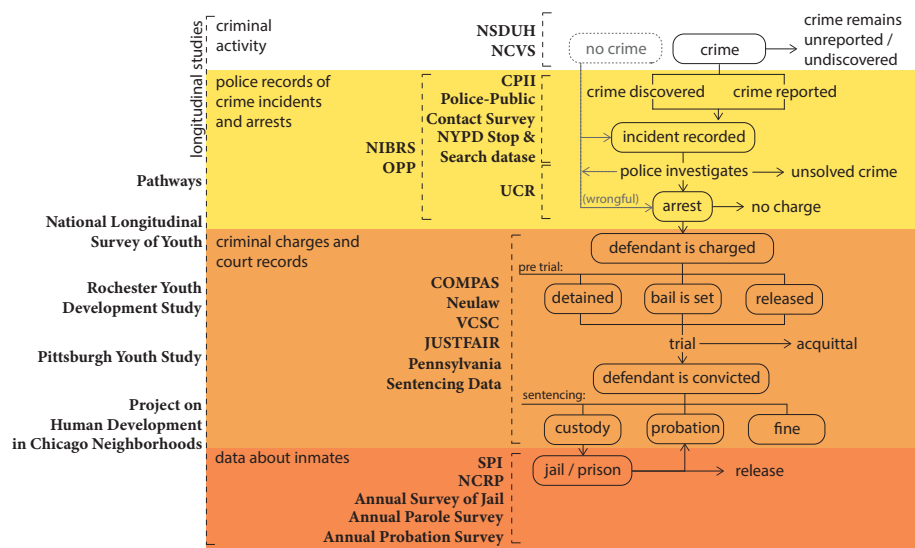 longitudinal studies
criminal
activity
NSDUH
NCVS
no crime
crime
crime remains
unreported /
undiscovered
police records of
crime incidents
and arrests
CPII
Police-Public
Contact Survey
NYPD Stop &
Search datase
NIBRS
OPP
UCR
crime discovered
crime reported
incident recorded
police investigates
unsolved crime
(wrongful)
arrest
no charge
Pathways
National Longitudinal
Survey of Youth
Rochester Youth
Development Study
Pittsburgh Youth Study
Project on
Human Development
in Chicago Neighborhoods
criminal charges and
court records
COMPAS
Neulaw
VCSC
JUSTFAIR
Pennsylvania
Sentencing Data
defendant is charged
pre trial:
detained
bail is set
released
trial
acquittal
defendant is convicted
sentencing:
custody
probation
fine
data about inmates
SPI
NCRP
Annual Survey of Jail
Annual Parole Survey
Annual Probation Survey
jail / prison
release